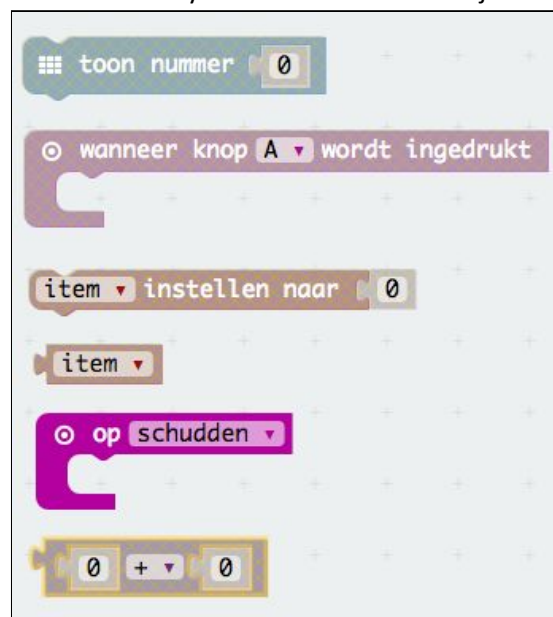 toon nummer 0
wanneer knop A wordt ingedrukt
item instellen naar 0
item
op schudden
0 + 0